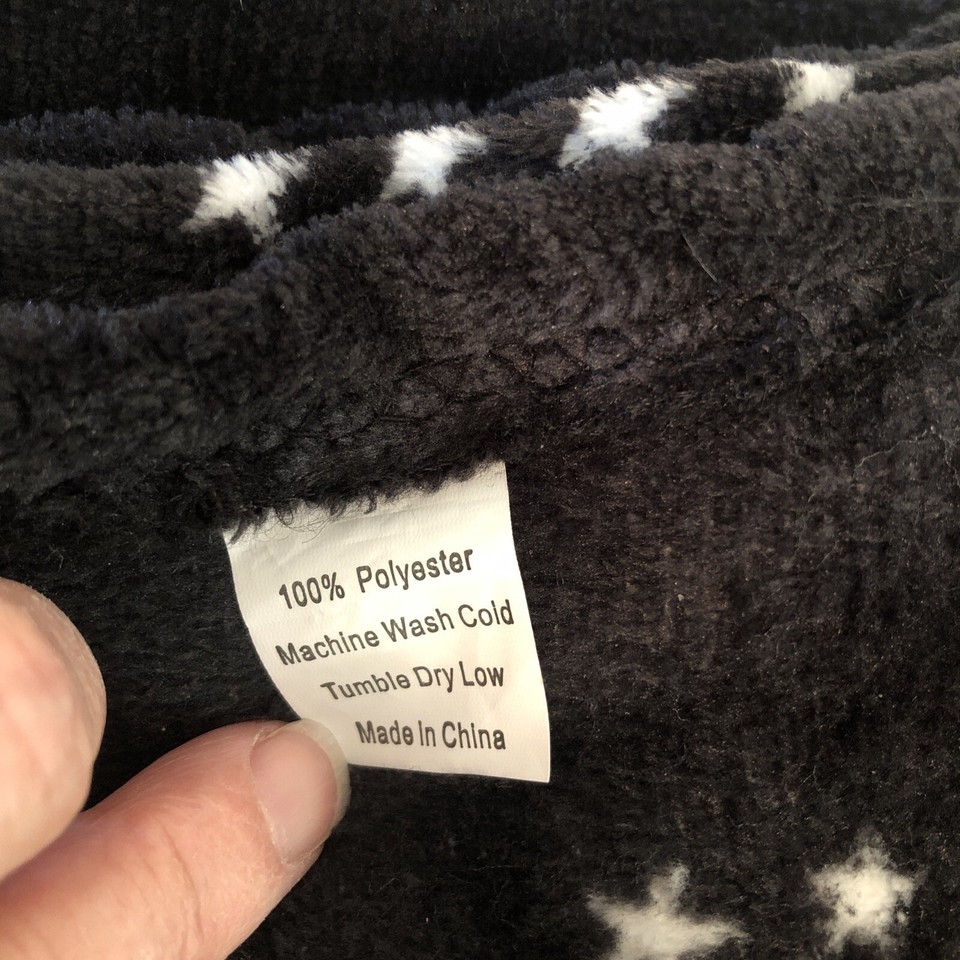 100% Polyester
Machine Wash Cold
Tumble Dry Low
Made In China